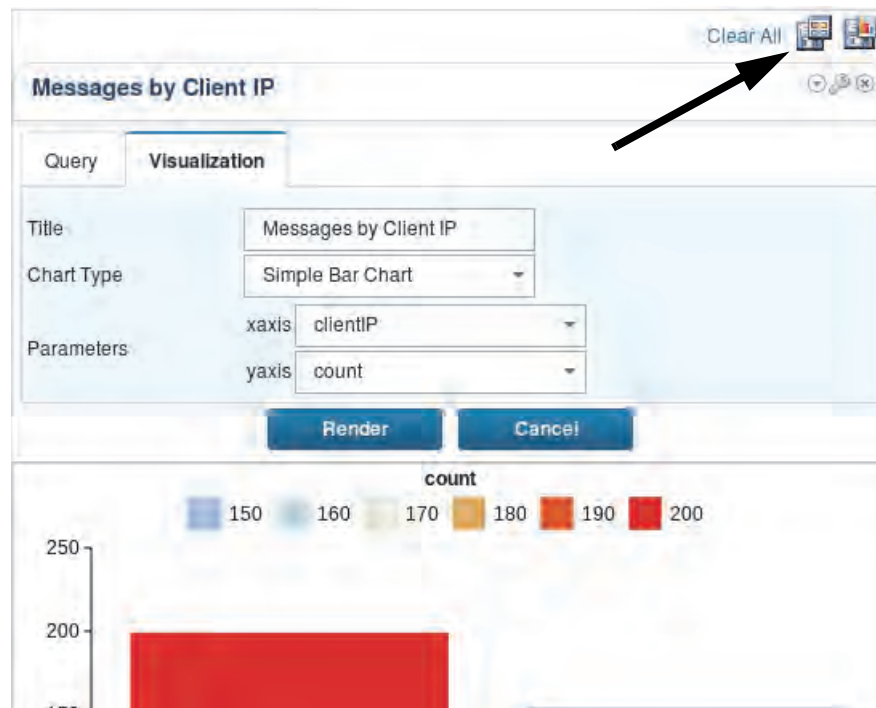 Clear All
Messages by Client IP
Query Visualization
Title Messages by Client IP
Chart Type Simple Bar Chart
xaxis clientIP
Parameters
yaxis count
Render Cancel
count
150 160 170 180 190 200
250
200